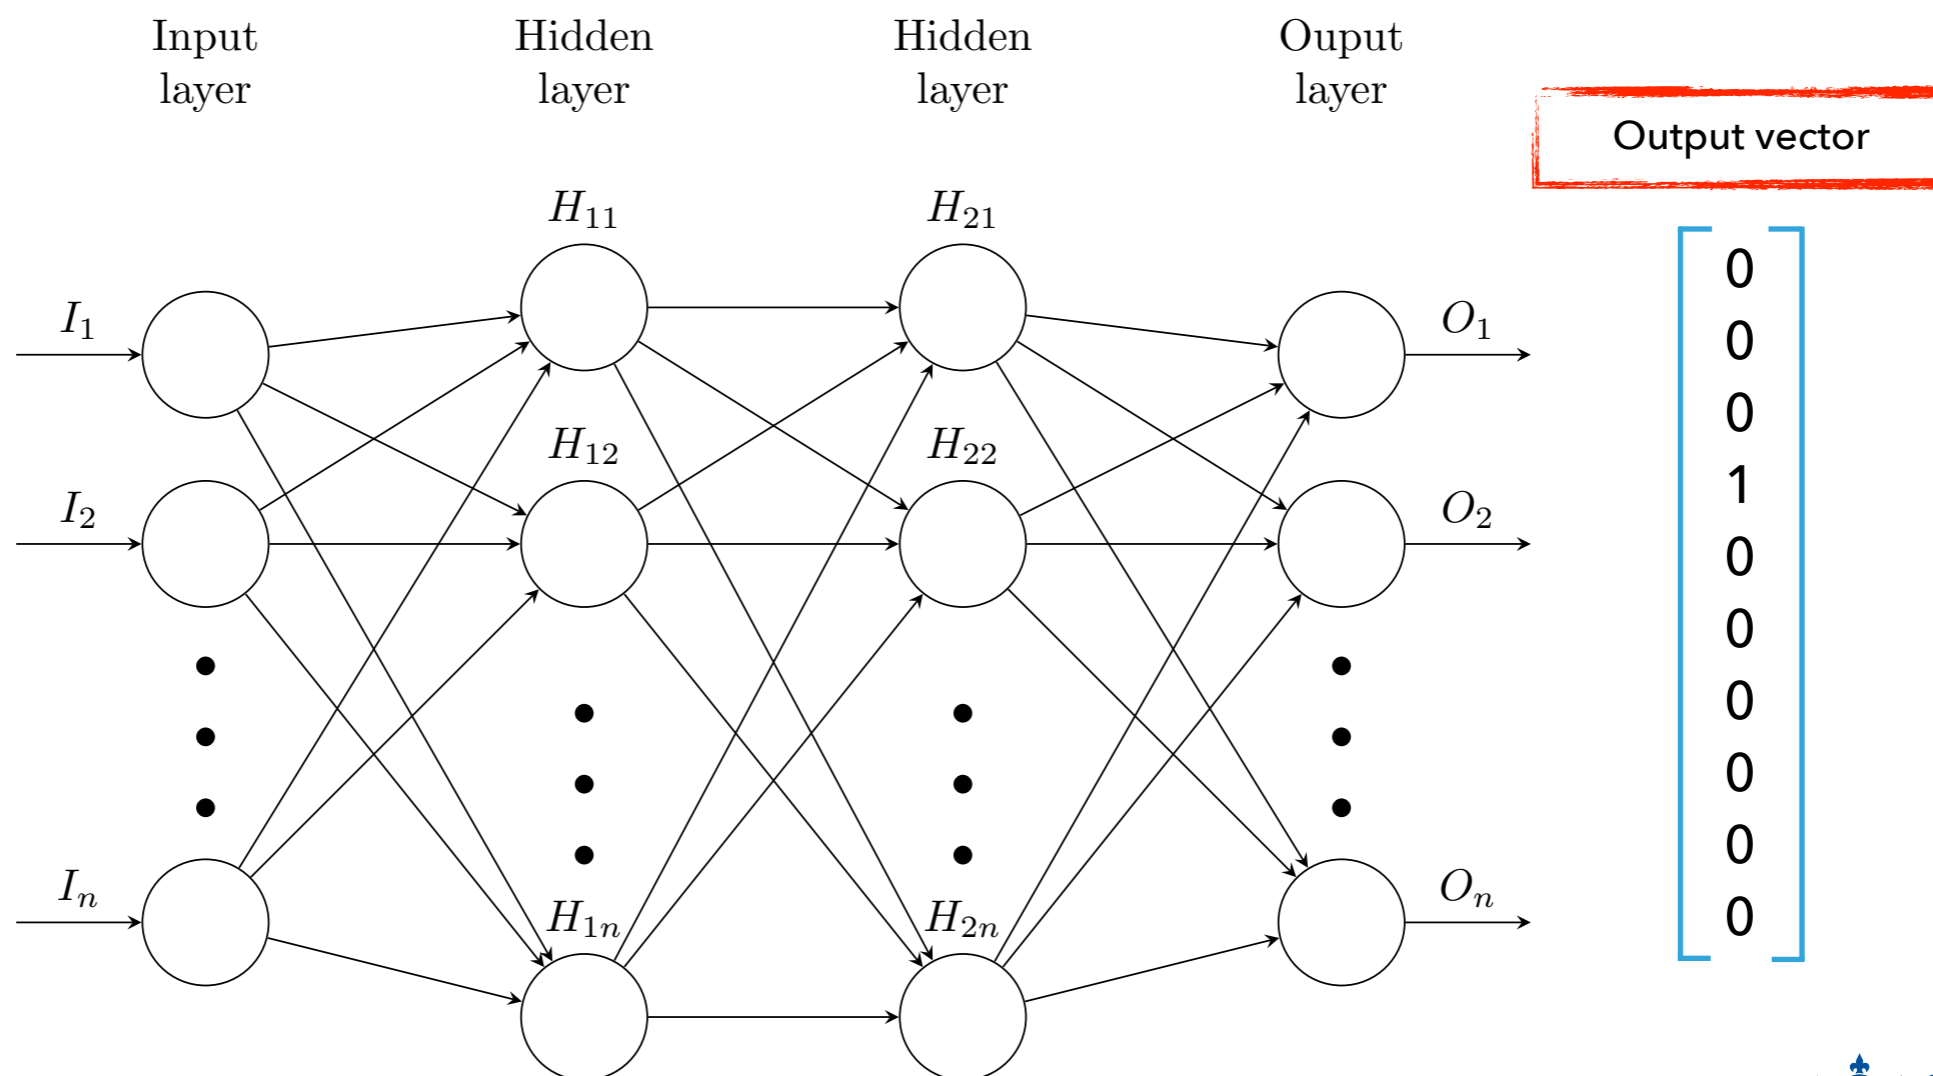 Input
layer
Hidden
layer
Hidden
layer
Ouput
layer
Output vector
H11
H21
I1
O1
H12
H22
I2
O2
In
H1n
H2n
On
0
0
0
1
0
0
0
0
0
0